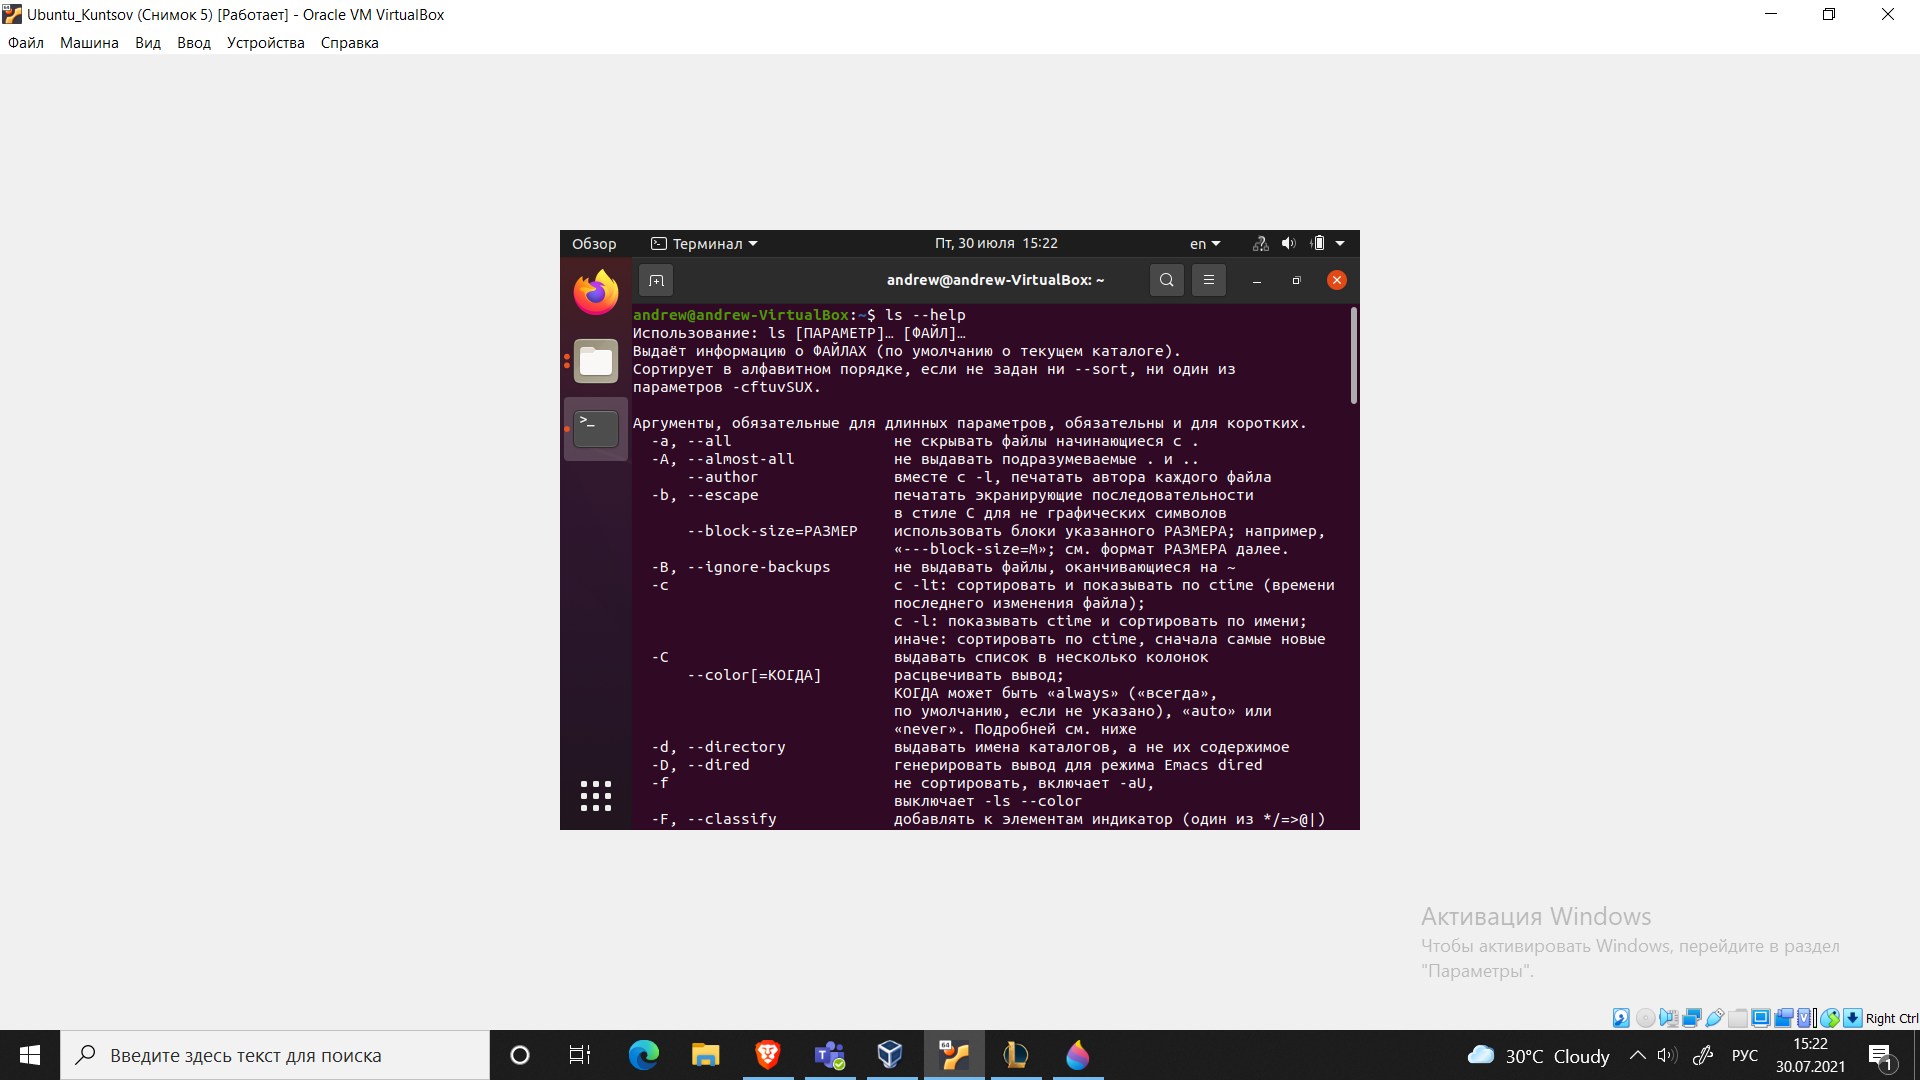 Ubuntu_Kuntsov (Снимок 5) [Работает] - Oracle VM VirtualBox
Файл Машина Вид Ввод Устройства Справка
Обзор Терминал Пт, 30 июля 15:22 en
andrew@andrew-VirtualBox: ~
andrew@andrew-VirtualBox:~$ ls --help
Использование: ls [ПАРАМЕТР]… [ФАЙЛ]…
Выдаёт информацию о ФАЙЛАХ (по умолчанию о текущем каталоге).
Сортирует в алфавитном порядке, если не задан ни --sort, ни один из
параметров -cftuvSUX.
Аргументы, обязательные для длинных параметров, обязательны и для коротких.
-a, --all не скрывать файлы начинающиеся с .
-A, --almost-all не выдавать подразумеваемые . и ..
--author вместе с -l, печатать автора каждого файла
-b, --escape печатать экранирующие последовательности
в стиле C для не графических символов
--block-size=РАЗМЕР использовать блоки указанного РАЗМЕРА; например,
«---block-size=M»; см. формат РАЗМЕРА далее.
-B, --ignore-backups не выдавать файлы, оканчивающиеся на ~
-c с -lt: сортировать и показывать по ctime (времени
последнего изменения файла);
с -l: показывать ctime и сортировать по имени;
иначе: сортировать по ctime, сначала самые новые
-C выдавать список в несколько колонок
--color[=КОГДА] расцвечивать вывод;
КОГДА может быть «always» («всегда»,
по умолчанию, если не указано), «auto» или
«never». Подробней см. ниже
-d, --directory выдавать имена каталогов, а не их содержимое
-D, --dired генерировать вывод для режима Emacs dired
-f не сортировать, включает -aU,
выключает -ls --color
-F, --classify добавлять к элементам индикатор (один из */=>@|)
Активация Windows
Чтобы активировать Windows, перейдите в раздел
"Параметры".
Right Ctrl
Введите здесь текст для поиска
30°C Cloudy РУС
15:22
30.07.2021
1